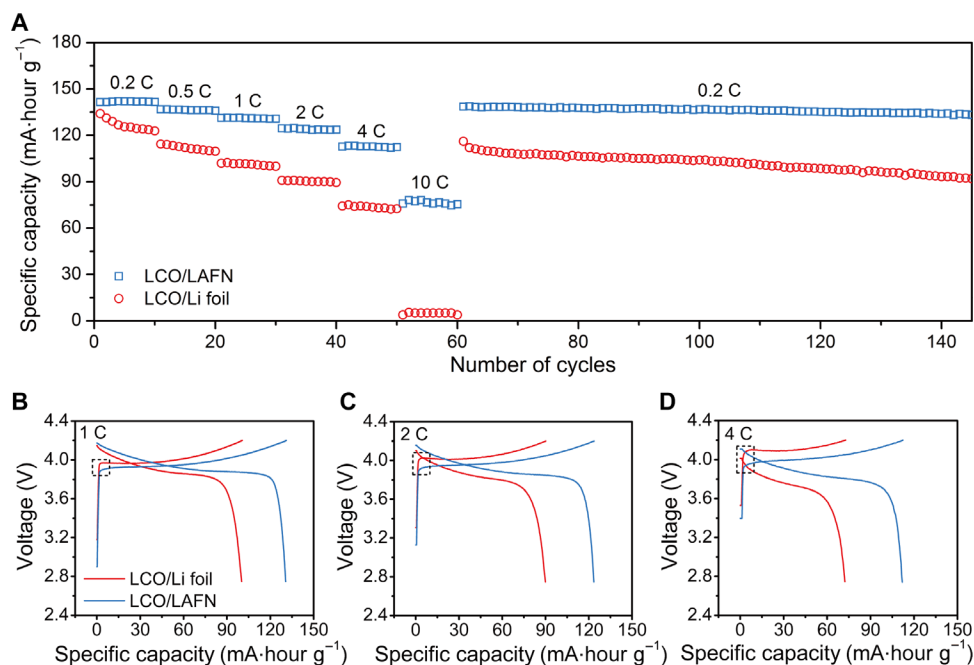 A
Specific capacity (mA·hour g⁻¹)
180
150
120
90
60
30
0
0.2 C
0.5 C
1 C
2 C
4 C
10 C
0.2 C
LCO/LAFN
LCO/Li foil
0 20 40 60 80 100 120 140
Number of cycles
B
1 C
Voltage (V)
4.4
4.0
3.6
3.2
2.8
2.4
LCO/Li foil
LCO/LAFN
0 30 60 90 120 150
Specific capacity (mA·hour g⁻¹)
C
2 C
Voltage (V)
4.4
4.0
3.6
3.2
2.8
2.4
0 30 60 90 120 150
Specific capacity (mA·hour g⁻¹)
D
4 C
Voltage (V)
4.4
4.0
3.6
3.2
2.8
2.4
0 30 60 90 120 150
Specific capacity (mA·hour g⁻¹)